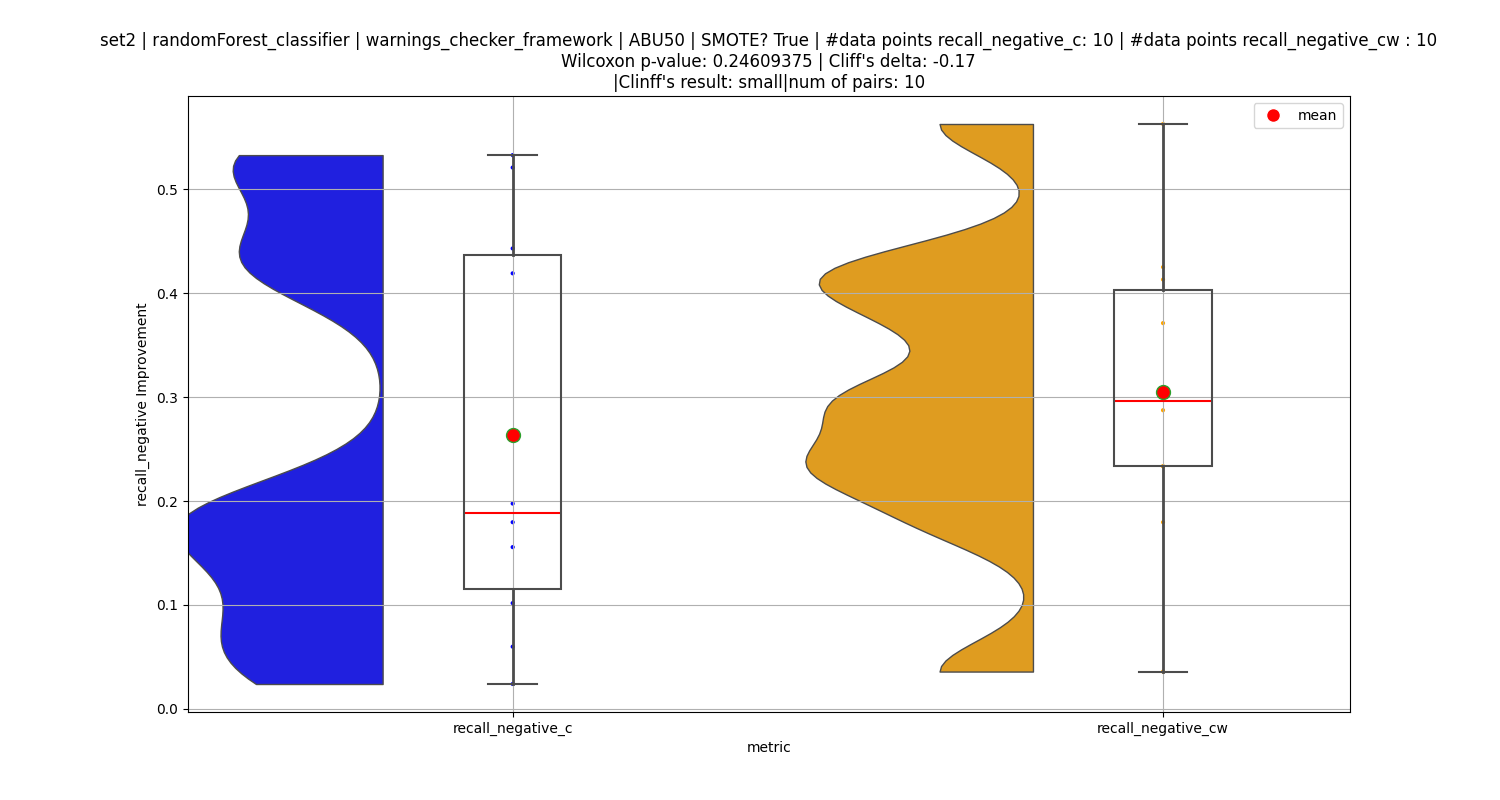 set2 | randomForest_classifier | warnings_checker_framework | ABU50 | SMOTE? True | #data points recall_negative_c: 10 | #data points recall_negative_cw : 10
Wilcoxon p-value: 0.24609375 | Cliff's delta: -0.17
|Clinff's result: small|num of pairs: 10
mean
recall_negative Improvement
0.5
0.4
0.3
0.2
0.1
0.0
recall_negative_c
recall_negative_cw
metric